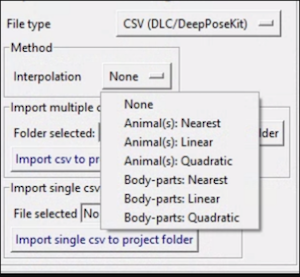 File type CSV (DLC/DeepPoseKit)
Method
Interpolation None
None
Animal(s): Nearest
Animal(s): Linear
Animal(s): Quadratic
Body-parts: Nearest
Body-parts: Linear
Body-parts: Quadratic
Import multiple
Folder selected:
Import csv to
Import single csv
File selected No
Import single csv to project folder